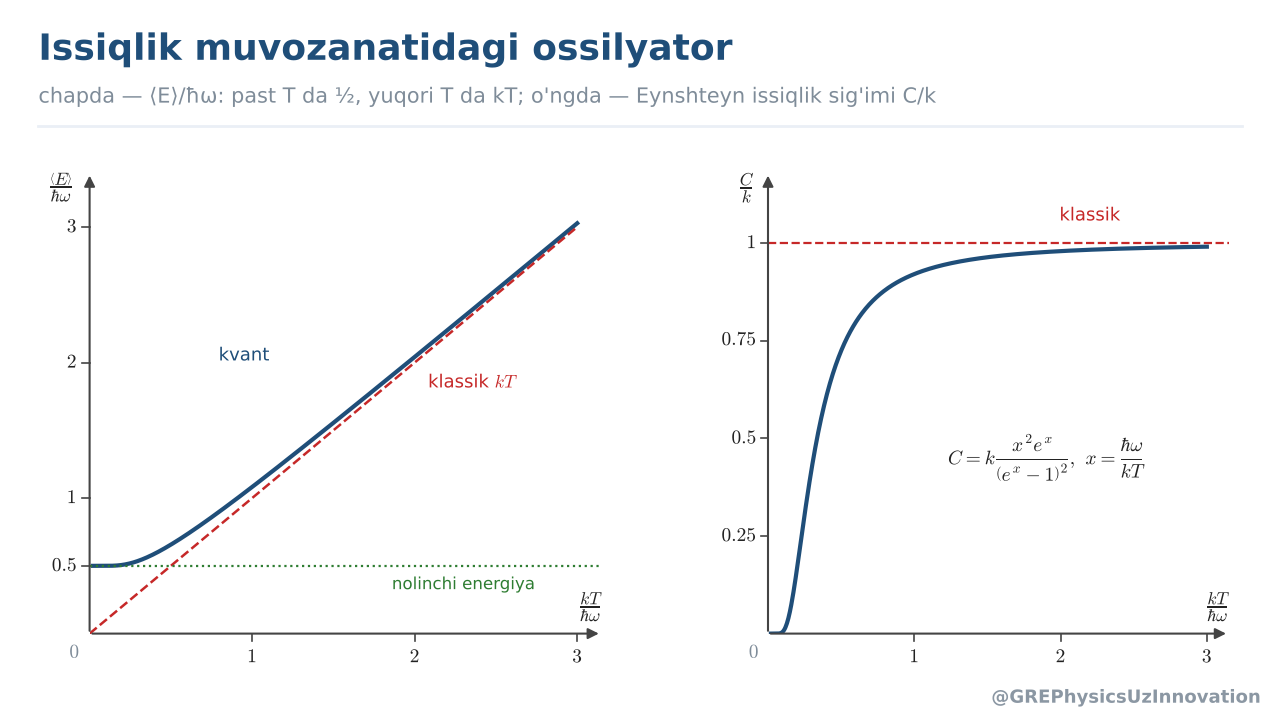 Issiqlik muvozanatidagi ossilyator
chapda — ⟨E⟩/ħω: past T da ½, yuqori T da kT; o'ngda — Eynshteyn issiqlik sig'imi C/k
⟨E⟩/ħω
3
2
1
0.5
0
1
2
3
kvant
klassik kT
nolinchi energiya
kT/ħω
C/k
1
0.75
0.5
0.25
0
1
2
3
klassik
C = k x²eˣ/(eˣ − 1)², x = ħω/kT
kT/ħω
@GREPhysicsUzInnovation